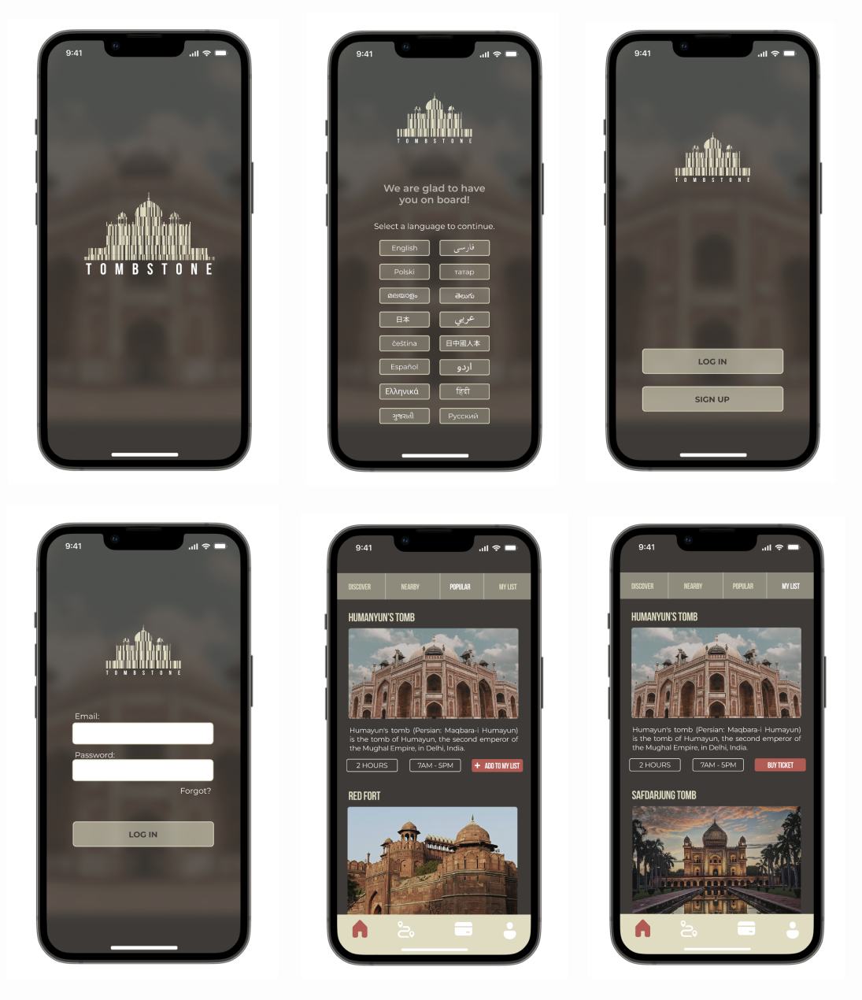 9:41
TOMBSTONE
9:41
TOMBSTONE
We are glad to have
you on board!
Select a language to continue.
English
فارسی
Polski
татар
മലയാളം
తెలుగు
日本
عربي
čeština
日中國人本
Español
اردو
Ελληνικά
हिंदी
ગુજરાતી
Русский
9:41
TOMBSTONE
LOG IN
SIGN UP
9:41
TOMBSTONE
Email:
Password:
Forgot?
LOG IN
9:41
DISCOVER NEARBY POPULAR MY LIST
HUMANYUN'S TOMB
Humayun's tomb (Persian: Maqbara-i Humayun)
is the tomb of Humayun, the second emperor of
the Mughal Empire, in Delhi, India.
2 HOURS 7AM - 5PM + ADD TO MY LIST
RED FORT
9:41
DISCOVER NEARBY POPULAR MY LIST
HUMANYUN'S TOMB
Humayun's tomb (Persian: Maqbara-i Humayun)
is the tomb of Humayun, the second emperor of
the Mughal Empire, in Delhi, India.
2 HOURS 7AM - 5PM BUY TICKET
SAFDARJUNG TOMB